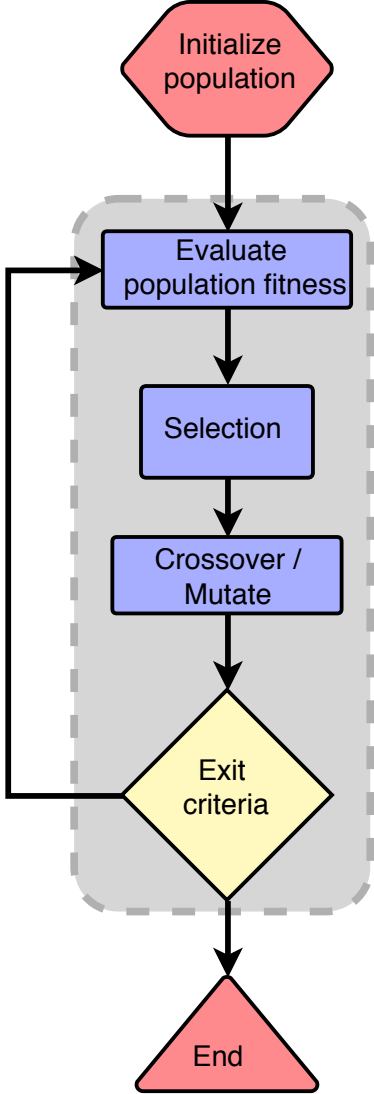 Initialize
population
Evaluate
population fitness
Selection
Crossover /
Mutate
Exit
criteria
End